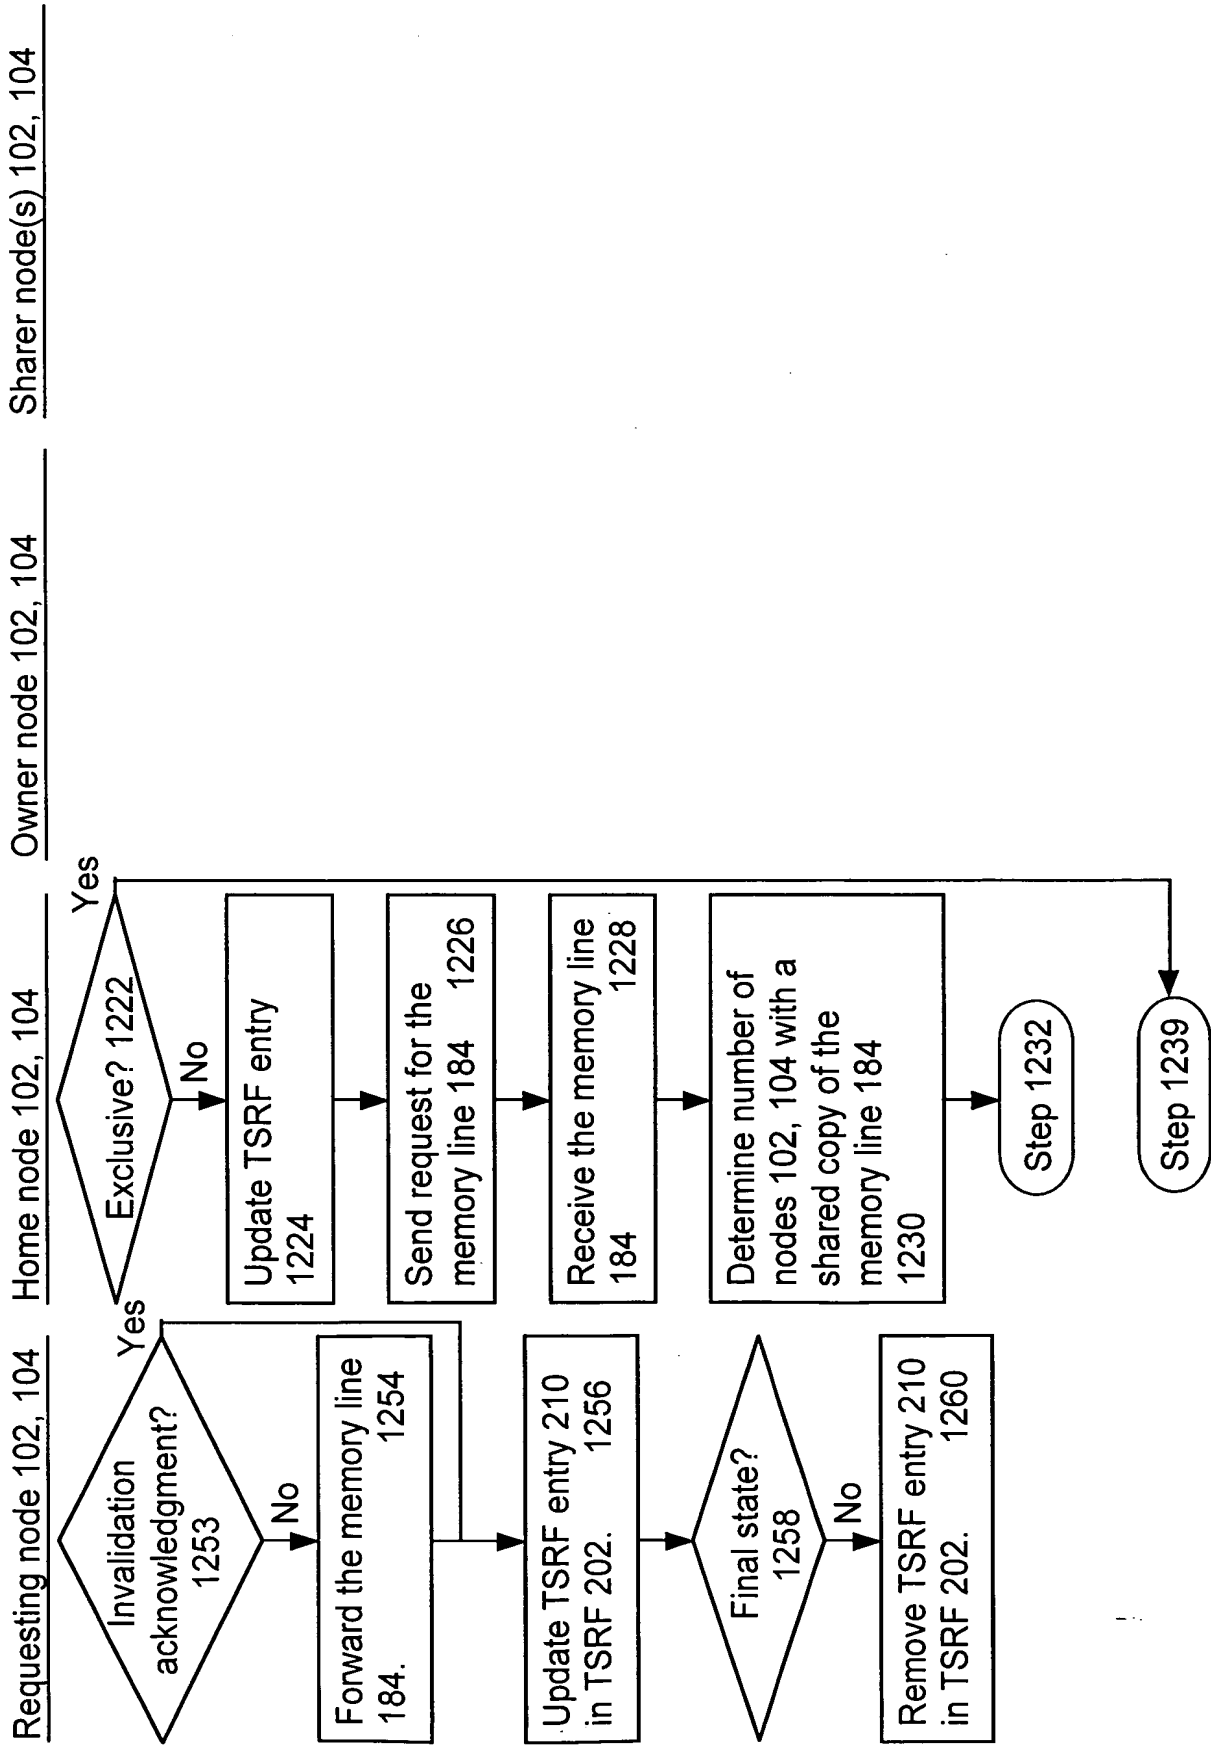 Requesting node 102, 104
Home node 102, 104
Owner node 102, 104
Sharer node(s) 102, 104
Invalidation
acknowledgment?
1253
Yes
No
Forward the memory line
184. 1254
Update TSRF entry 210
in TSRF 202. 1256
Final state?
1258
No
Remove TSRF entry 210
in TSRF 202. 1260
Exclusive? 1222
Yes
No
Update TSRF entry
1224
Send request for the
memory line 184 1226
Receive the memory line
184 1228
Determine number of
nodes 102, 104 with a
shared copy of the
memory line 184
1230
Step 1232
Step 1239